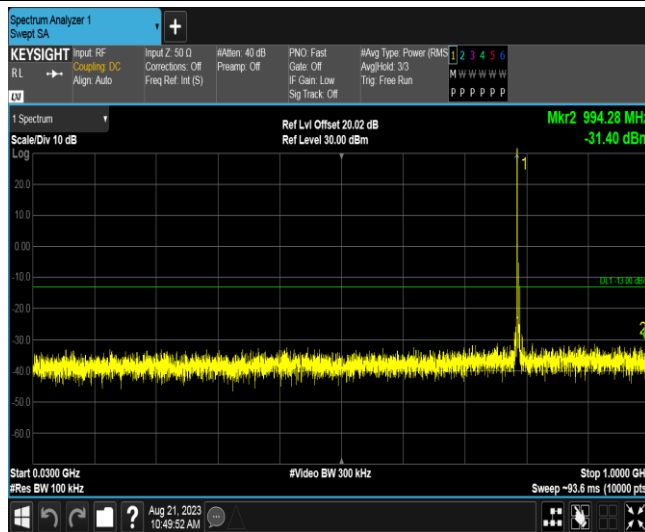 Spectrum Analyzer 1
Swept SA
KEYSIGHT
RL
LXI
Input: RF
Coupling: DC
Align: Auto
Input Z: 50 Ω
Corrections: Off
Freq Ref: Int (S)
#Atten: 40 dB
Preamp: Off
PNO: Fast
Gate: Off
IF Gain: Low
Sig Track: Off
#Avg Type: Power (RMS
Avg|Hold: 3/3
Trig: Free Run
1 2 3 4 5 6
M W W W W W
P P P P P P
1 Spectrum
Scale/Div 10 dB
Ref Lvl Offset 20.02 dB
Ref Level 30.00 dBm
Mkr2 994.28 MH
-31.40 dBm
Log
1
20.0
10.0
0.00
-10.0
DL1 -13.00 dB
-20.0
-30.0
2
-40.0
-50.0
-60.0
Start 0.0300 GHz
#Res BW 100 kHz
#Video BW 300 kHz
Stop 1.0000 GH
Sweep ~93.6 ms (10000 pts
?
Aug 21, 2023
10:49:52 AM